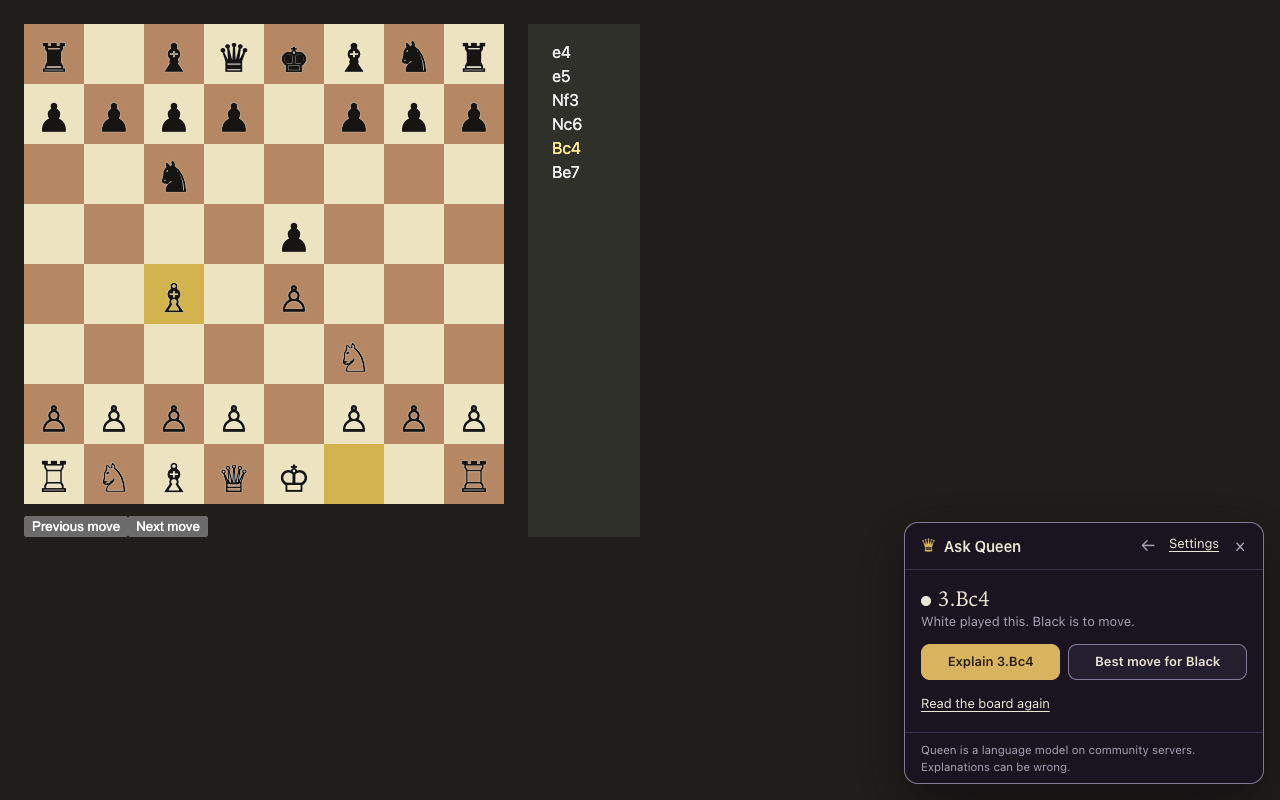 e4
e5
Nf3
Nc6
Bc4
Be7
Previous move Next move
Ask Queen
Settings
3.Bc4
White played this. Black is to move.
Explain 3.Bc4
Best move for Black
Read the board again
Queen is a language model on community servers.
Explanations can be wrong.